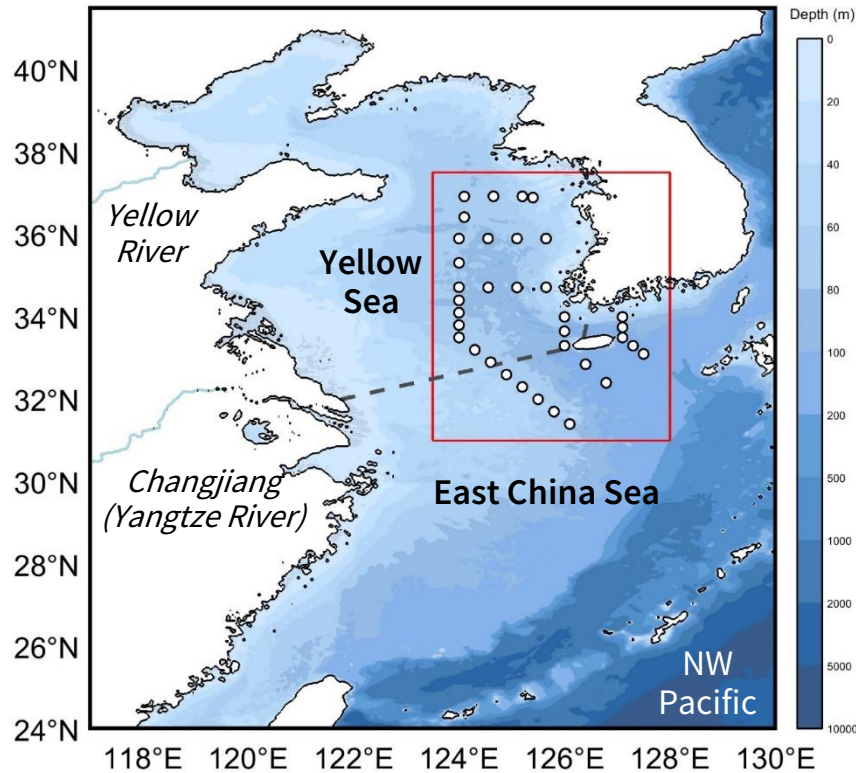 Depth (m)
40°N
38°N
36°N
34°N
32°N
30°N
28°N
26°N
24°N
Yellow
River
Yellow
Sea
Changjiang
(Yangtze River)
East China Sea
NW
Pacific
0
20
40
60
80
100
200
500
1000
2000
5000
10000
118°E 120°E 122°E 124°E 126°E 128°E 130°E